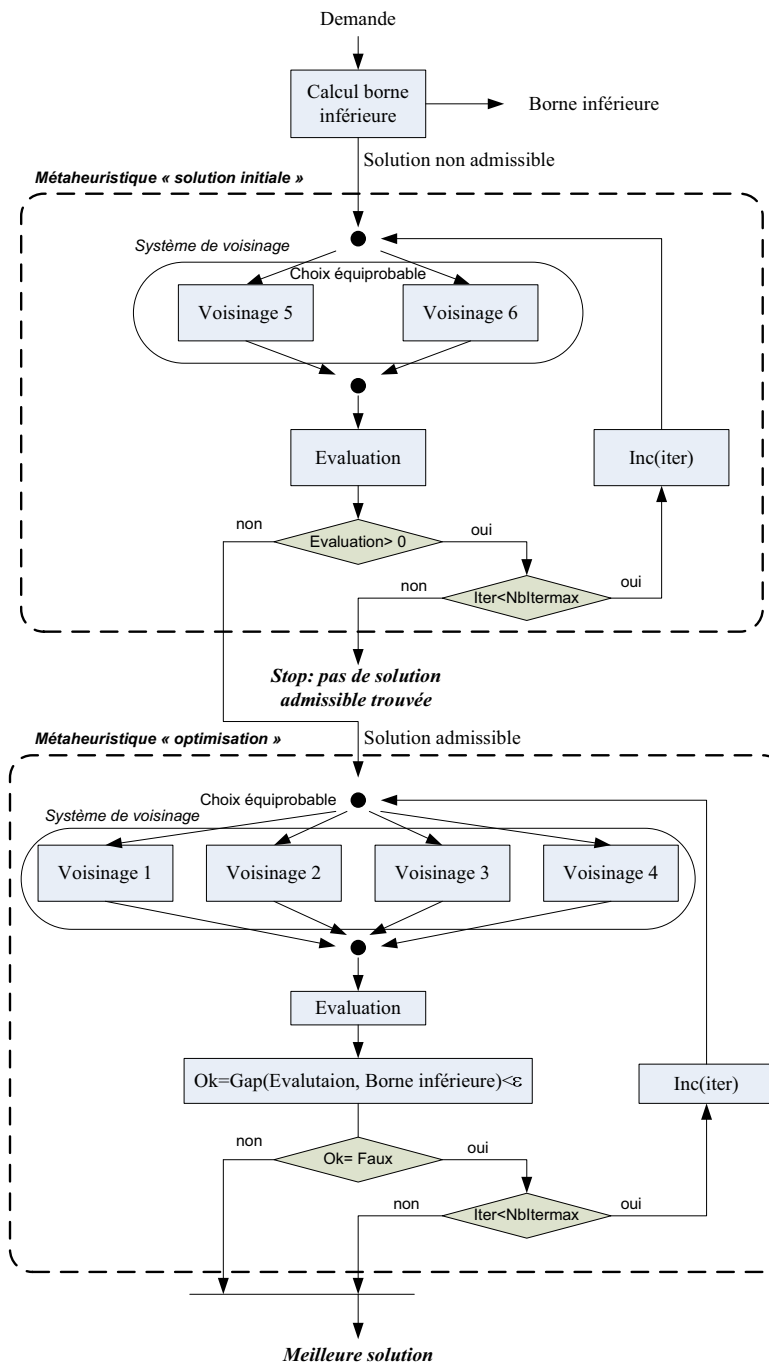 Demande
Calcul borne
inférieure
Borne inférieure
Solution non admissible
Métaheuristique « solution initiale »
Système de voisinage
Choix équiprobable
Voisinage 5
Voisinage 6
Evaluation
Inc(iter)
non
Evaluation> 0
oui
non
Iter<NbItermax
oui
Stop: pas de solution
admissible trouvée
Métaheuristique « optimisation »
Solution admissible
Choix équiprobable
Système de voisinage
Voisinage 1
Voisinage 2
Voisinage 3
Voisinage 4
Evaluation
Ok=Gap(Evalutaion, Borne inférieure)<ε
Inc(iter)
non
Ok= Faux
oui
non
Iter<NbItermax
oui
Meilleure solution